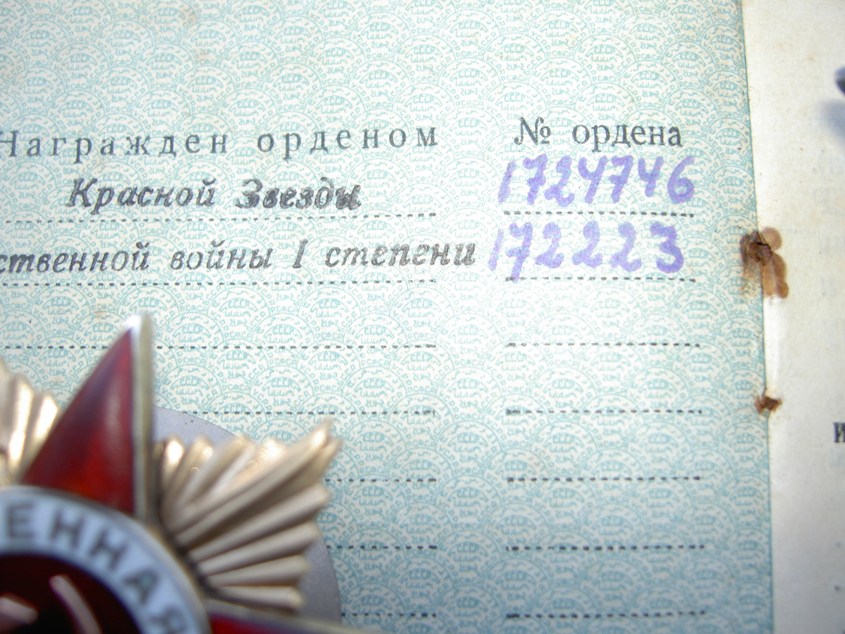 Награжден орденом № ордена
Красной Звезды 1724746
ственной войны I степени 172223
ЕННАЯ
и